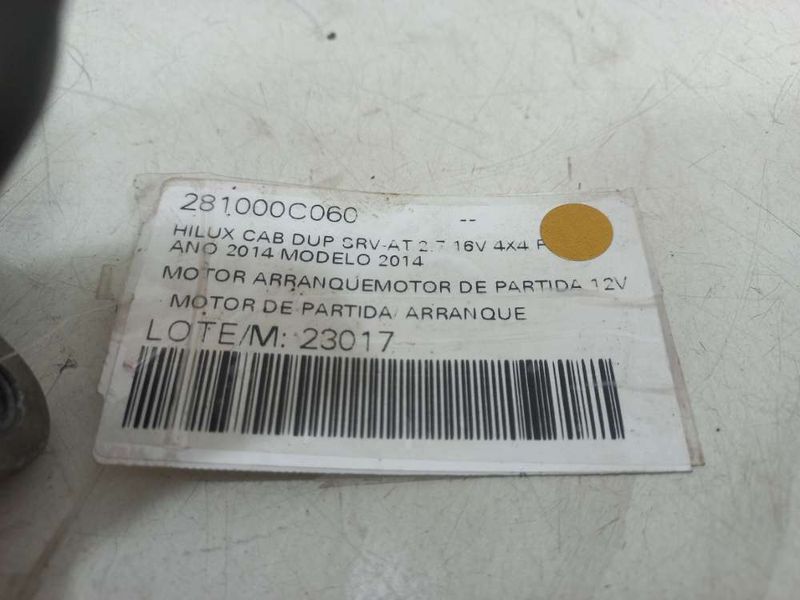 281000C060 --
HILUX CAB DUP SRV-AT 2.7 16V 4X4
ANO 2014 MODELO 2014
MOTOR ARRANQUEMOTOR DE PARTIDA 12V
MOTOR DE PARTIDA/ ARRANQUE
LOTE/M: 23017